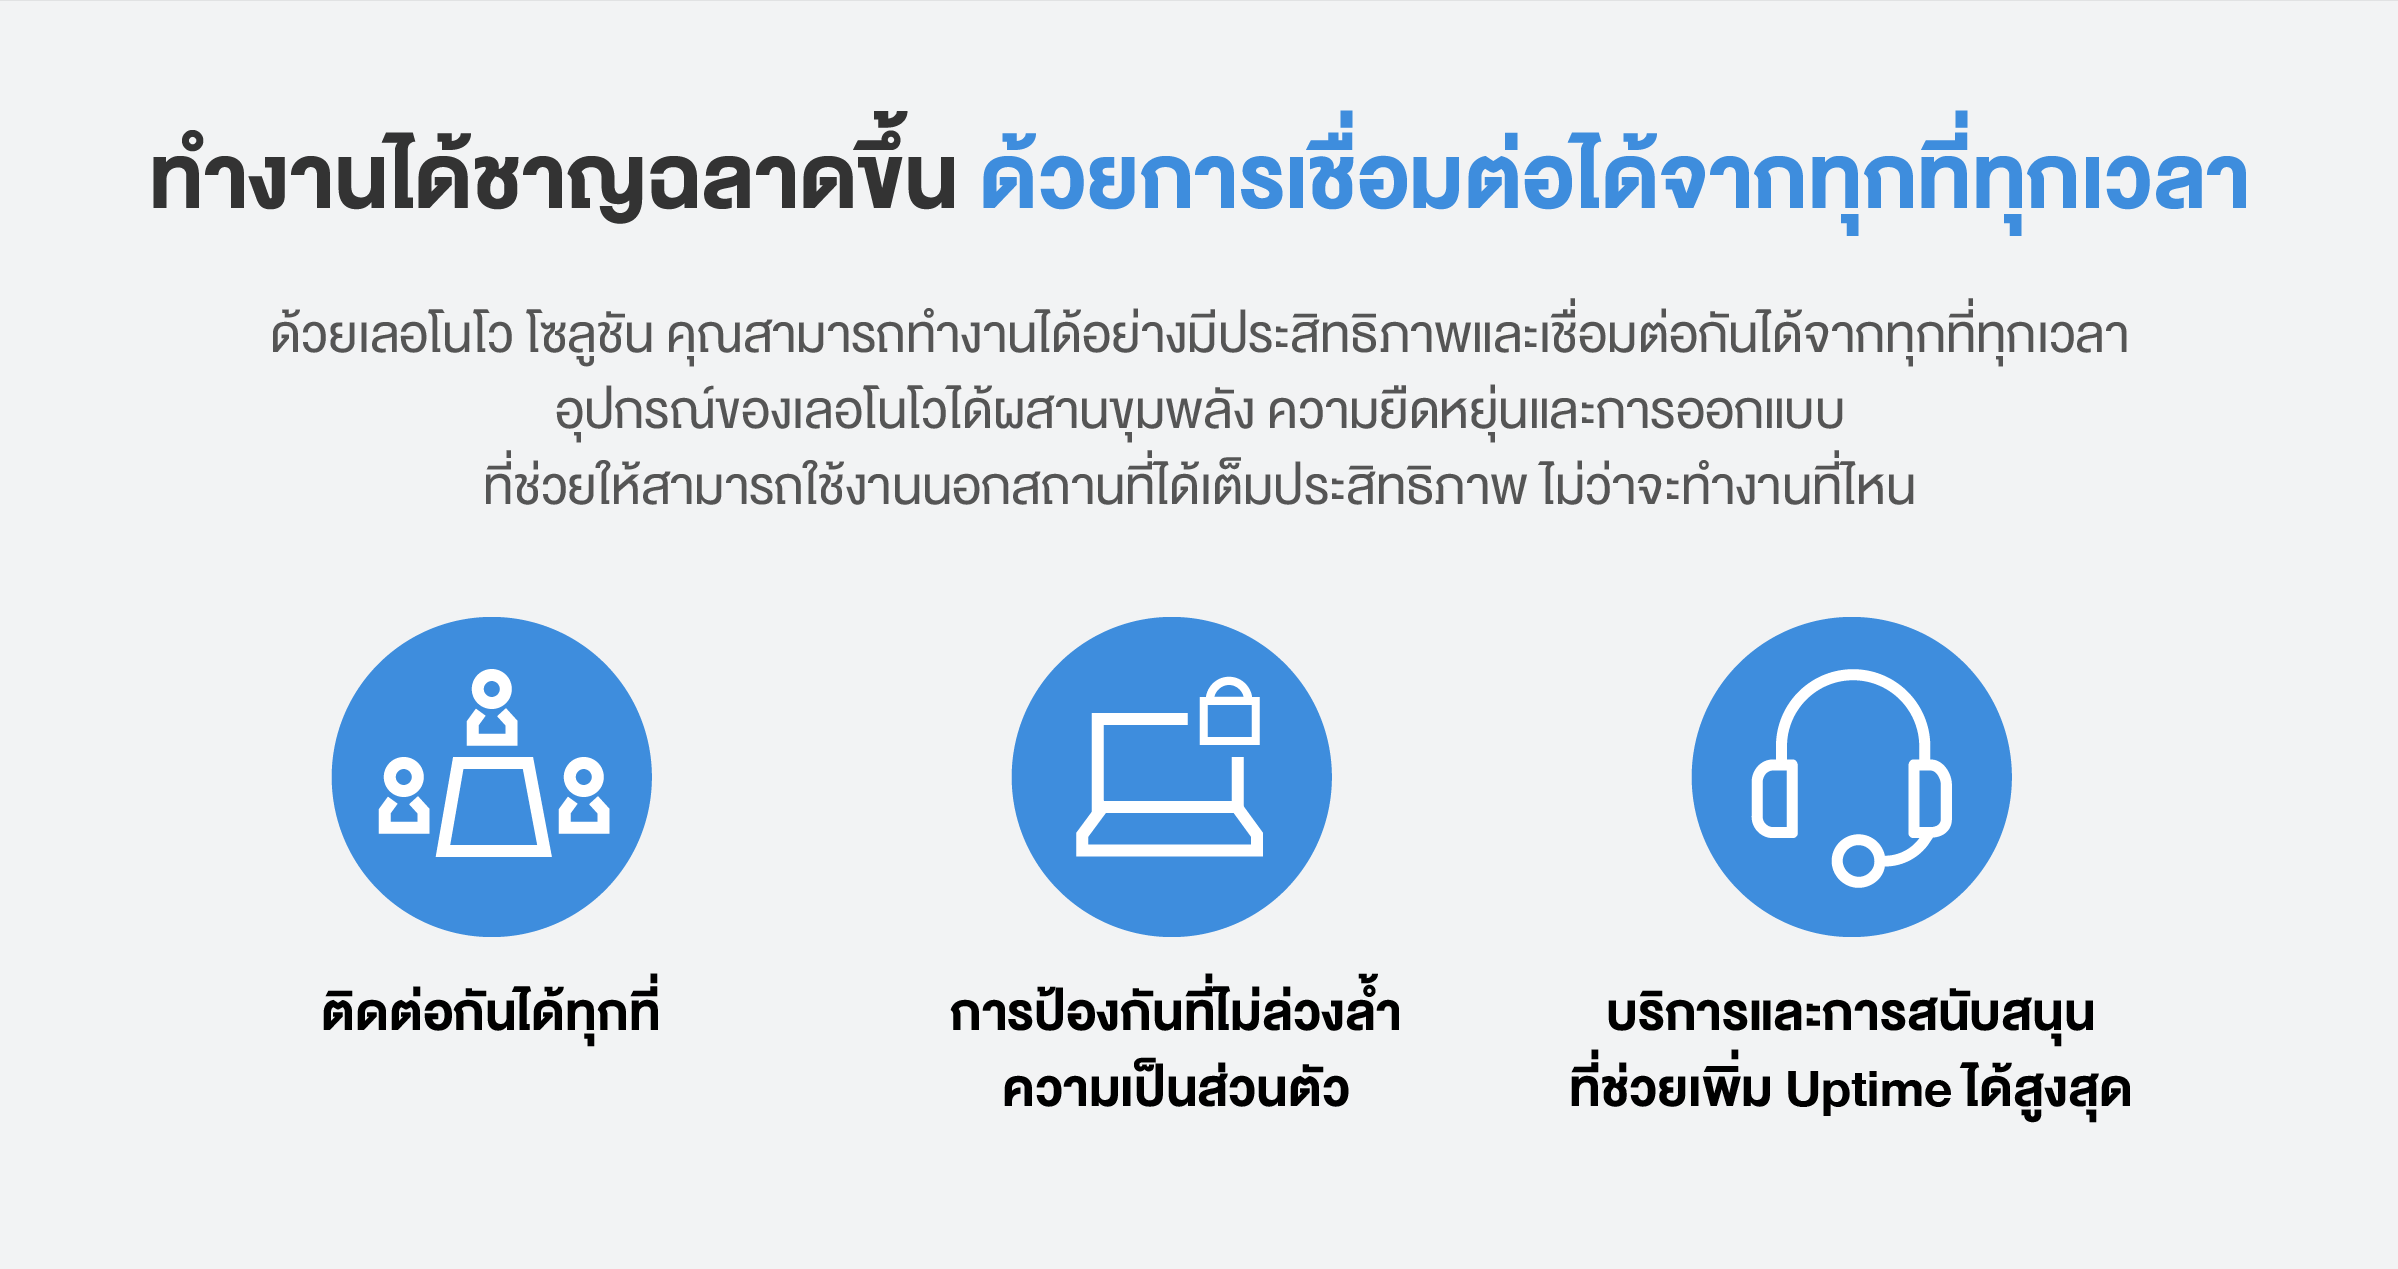 ทำงานได้ชาญฉลาดขึ้น ด้วยการเชื่อมต่อได้จากทุกที่ทุกเวลา
ด้วยเลอโนโว โซลูชัน คุณสามารถทำงานได้อย่างมีประสิทธิภาพและเชื่อมต่อกันได้จากทุกที่ทุกเวลา
อุปกรณ์ของเลอโนโวได้ผสานขุมพลัง ความยืดหยุ่นและการออกแบบ
ที่ช่วยให้สามารถใช้งานนอกสถานที่ได้เต็มประสิทธิภาพ ไม่ว่าจะทำงานที่ไหน
ติดต่อกันได้ทุกที่
การป้องกันที่ไม่ล่วงล้ำ
ความเป็นส่วนตัว
บริการและการสนับสนุน
ที่ช่วยเพิ่ม Uptime ได้สูงสุด